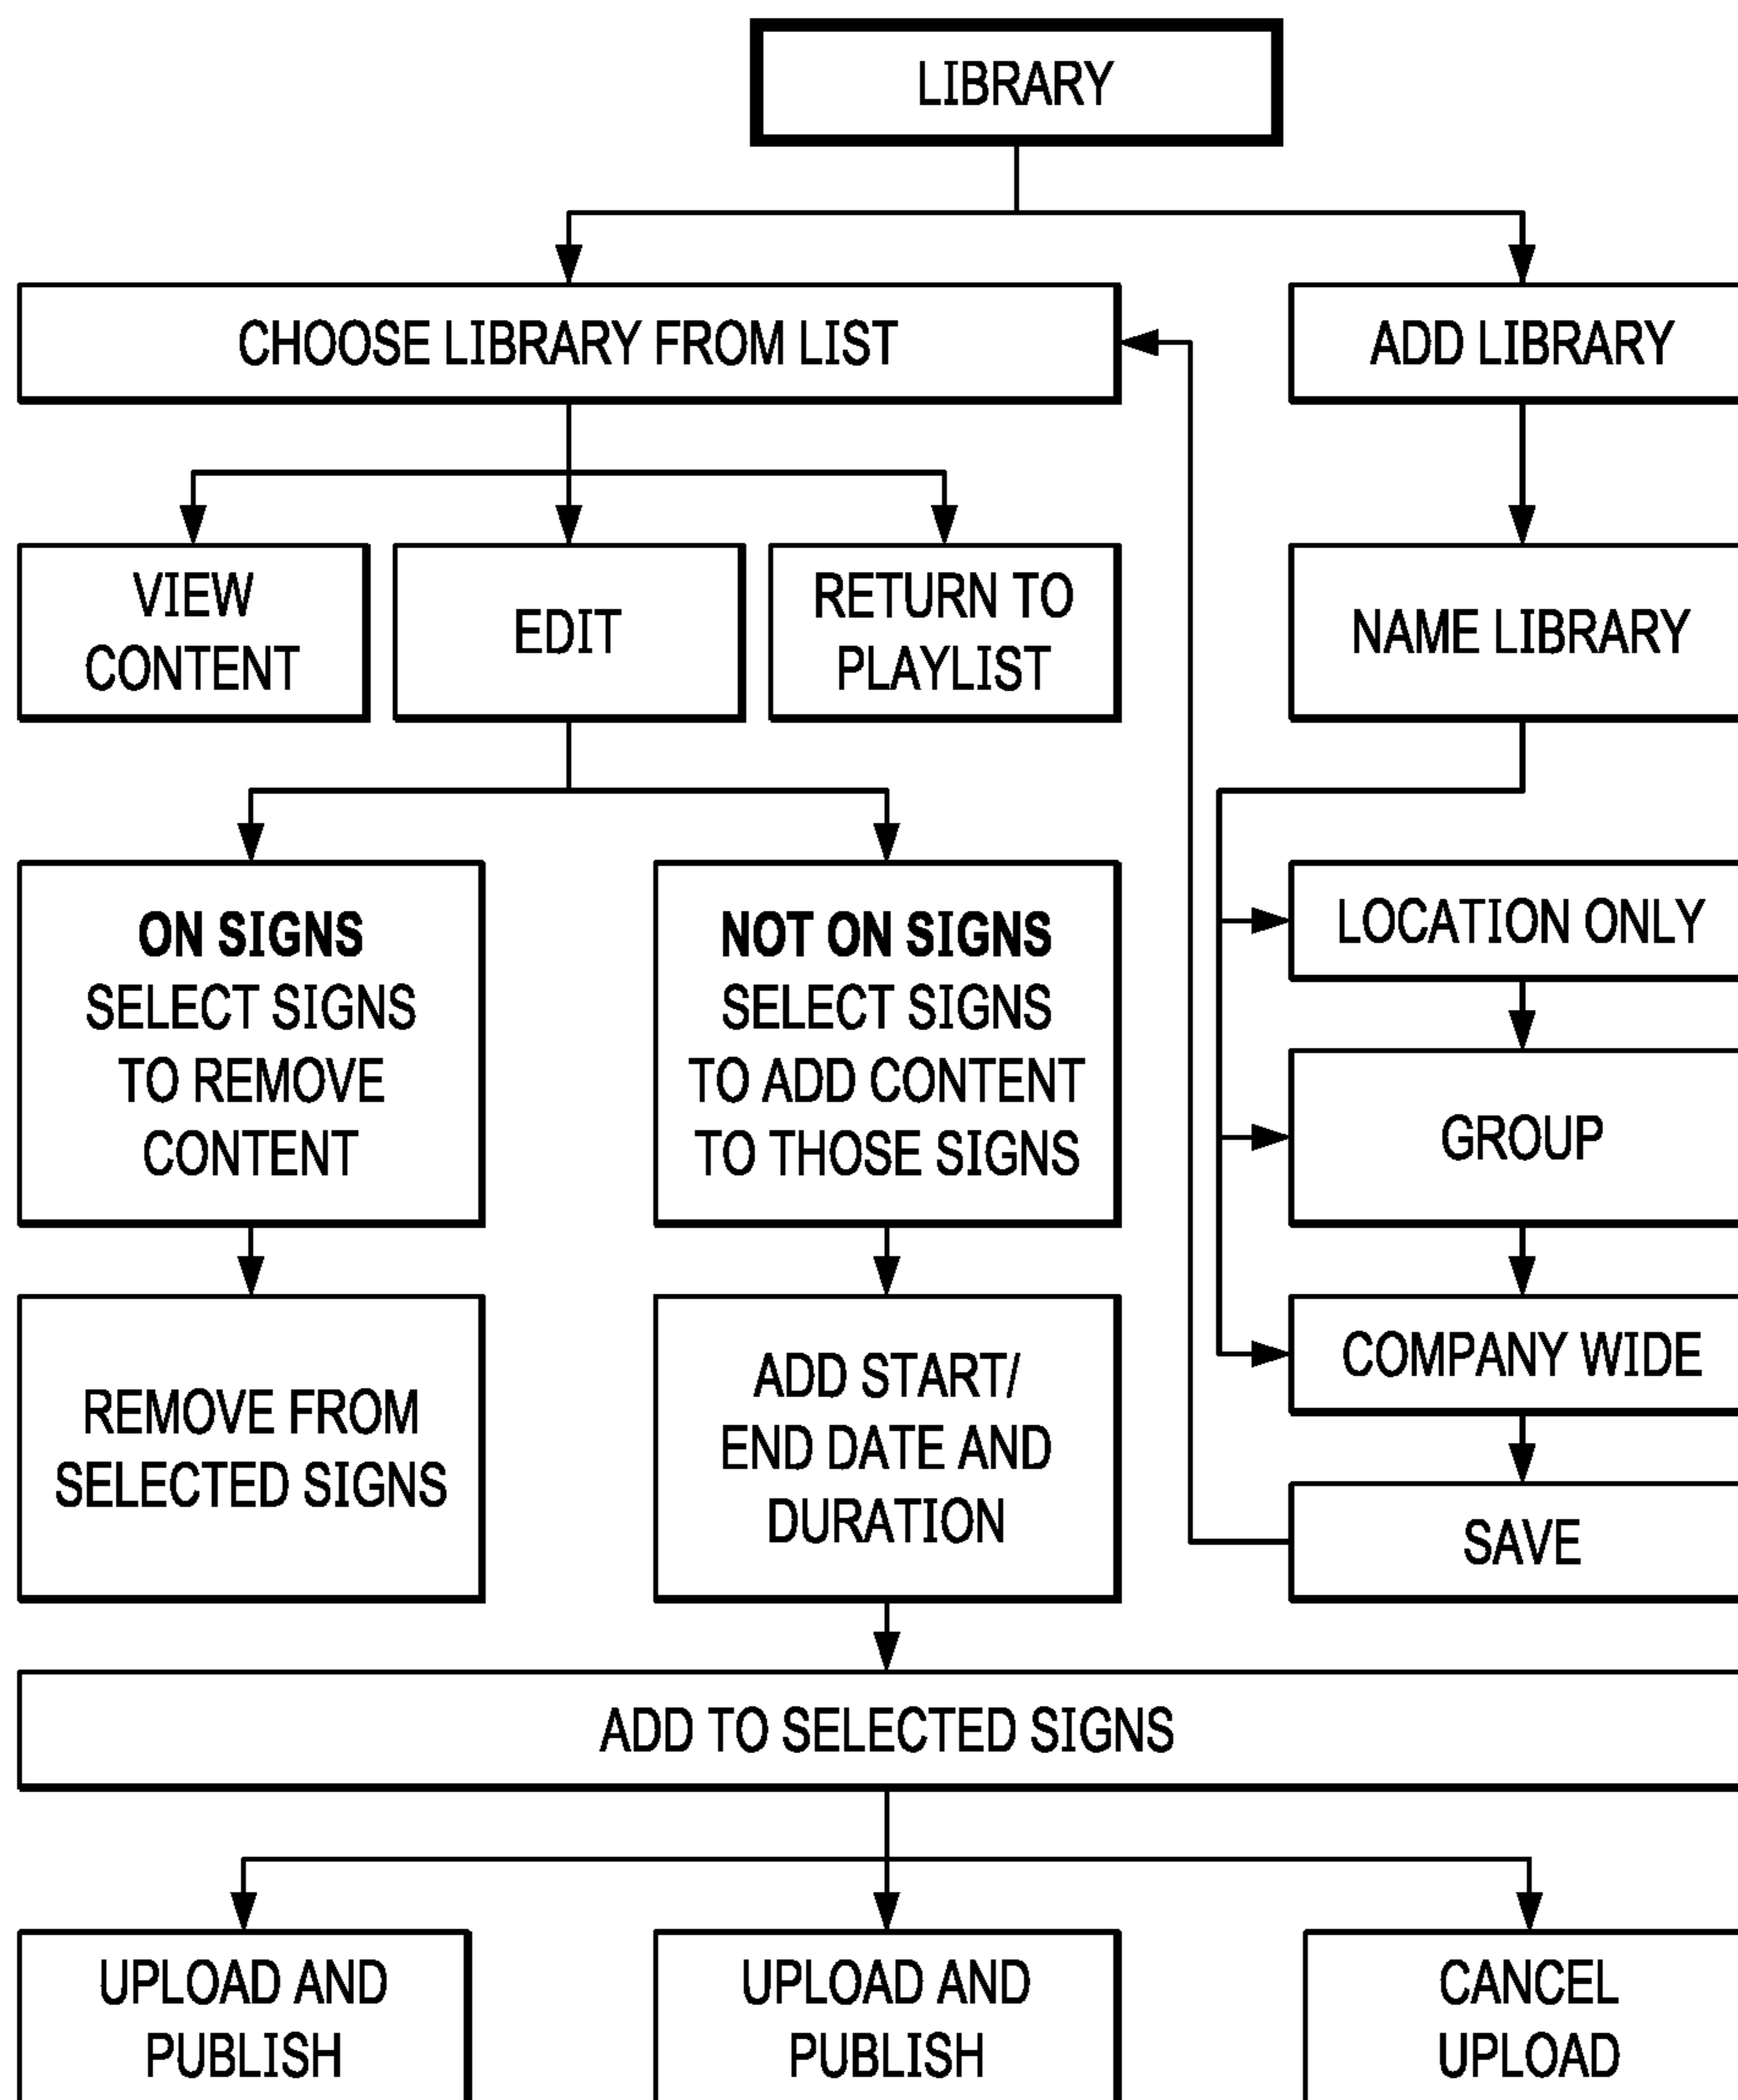 LIBRARY
CHOOSE LIBRARY FROM LIST
ADD LIBRARY
VIEW
CONTENT
EDIT
RETURN TO
PLAYLIST
NAME LIBRARY
ON SIGNS
SELECT SIGNS
TO REMOVE
CONTENT
NOT ON SIGNS
SELECT SIGNS
TO ADD CONTENT
TO THOSE SIGNS
LOCATION ONLY
GROUP
COMPANY WIDE
REMOVE FROM
SELECTED SIGNS
ADD START/
END DATE AND
DURATION
SAVE
ADD TO SELECTED SIGNS
UPLOAD AND
PUBLISH
UPLOAD AND
PUBLISH
CANCEL
UPLOAD